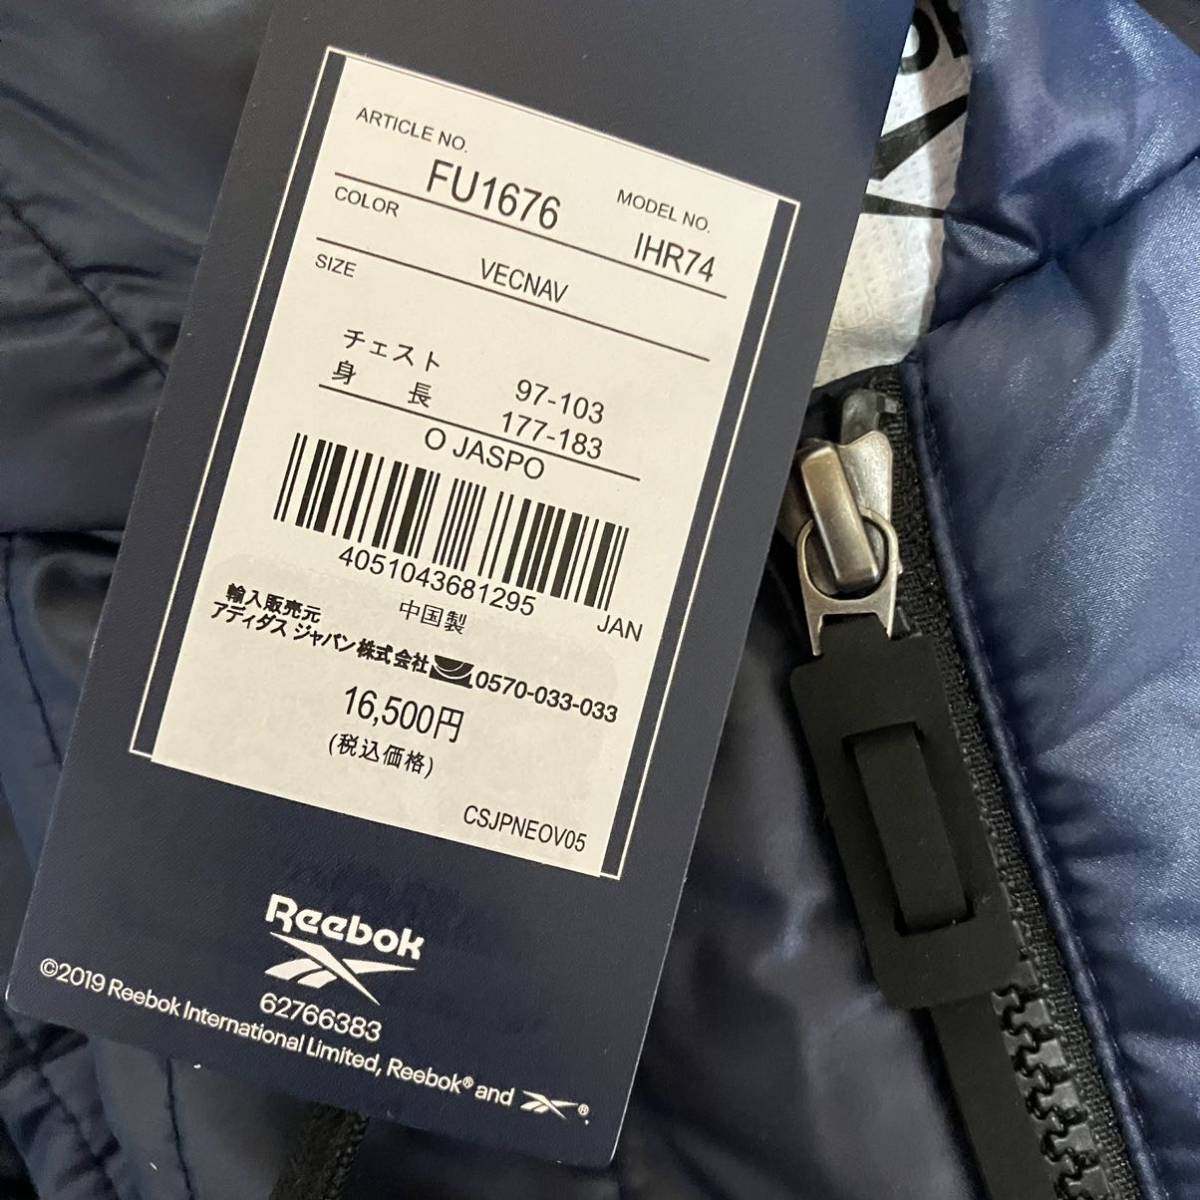 ARTICLE NO.
FU1676
MODEL NO.
IHR74
COLOR
VECNAV
SIZE
チェスト 97-103
身 長 177-183
O JASPO
4051043681295
JAN
中国製
輸入販売元
アディダス ジャパン株式会社 0570-033-033
16,500円
(税込価格)
CSJPNEOV05
Reebok
62766383
©2019 Reebok International Limited, Reebok® and ®.